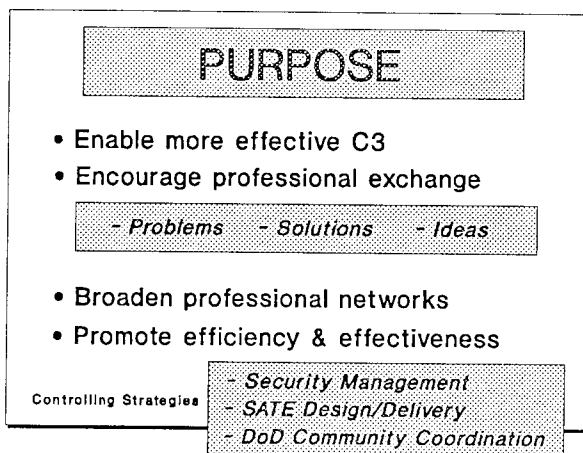 PURPOSE
• Enable more effective C3
• Encourage professional exchange
- Problems - Solutions - Ideas
• Broaden professional networks
• Promote efficiency & effectiveness
- Security Management
- SATE Design/Delivery
- DoD Community Coordination
Controlling Strategies